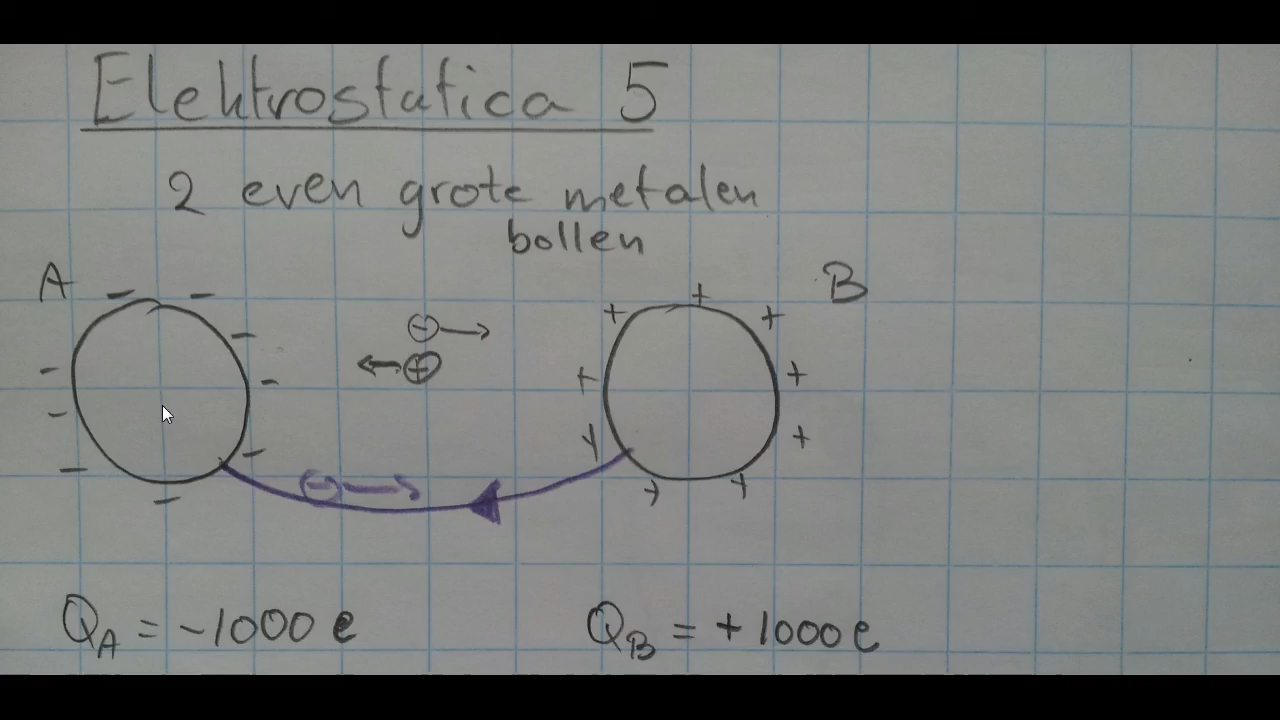 Elektrostatica 5
2 even grote metalen
bollen
A
B
Q_A = -1000 e
Q_B = +1000 e